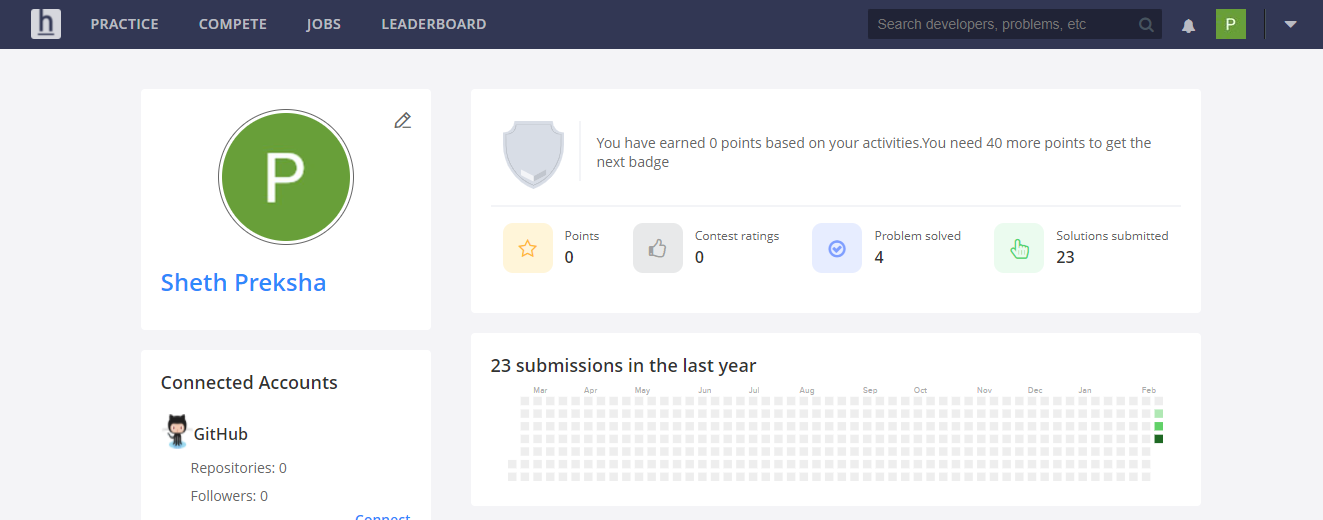 h PRACTICE COMPETE JOBS LEADERBOARD Search developers, problems, etc P
P
Sheth Preksha
You have earned 0 points based on your activities.You need 40 more points to get the
next badge
Points Contest ratings Problem solved Solutions submitted
0 0 4 23
Connected Accounts
GitHub
Repositories: 0
Followers: 0
Connect
23 submissions in the last year
Mar Apr May Jun Jul Aug Sep Oct Nov Dec Jan Feb